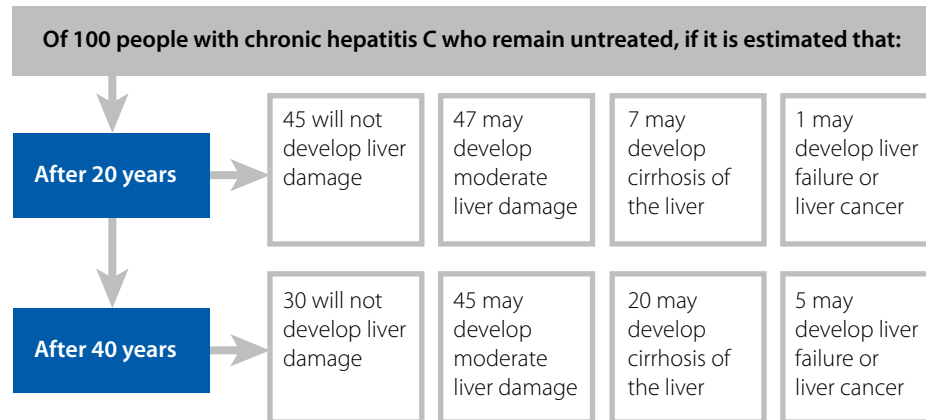 Of 100 people with chronic hepatitis C who remain untreated, if it is estimated that:
After 20 years
45 will not
develop liver
damage
47 may
develop
moderate
liver damage
7 may
develop
cirrhosis of
the liver
1 may
develop liver
failure or
liver cancer
After 40 years
30 will not
develop liver
damage
45 may
develop
moderate
liver damage
20 may
develop
cirrhosis of
the liver
5 may
develop liver
failure or
liver cancer